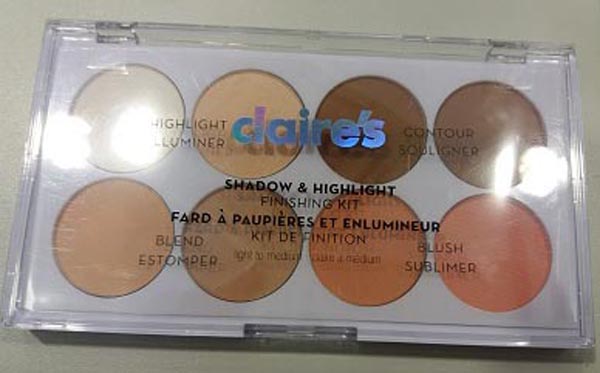 claire's
HIGHLIGHT
ILLUMINER
CONTOUR
SOULIGNER
SHADOW & HIGHLIGHT
FINISHING KIT
FARD À PAUPIÈRES ET ENLUMINEUR
KIT DE FINITION
light to medium
médium
BLEND
ESTOMPER
BLUSH
SUBLIMER